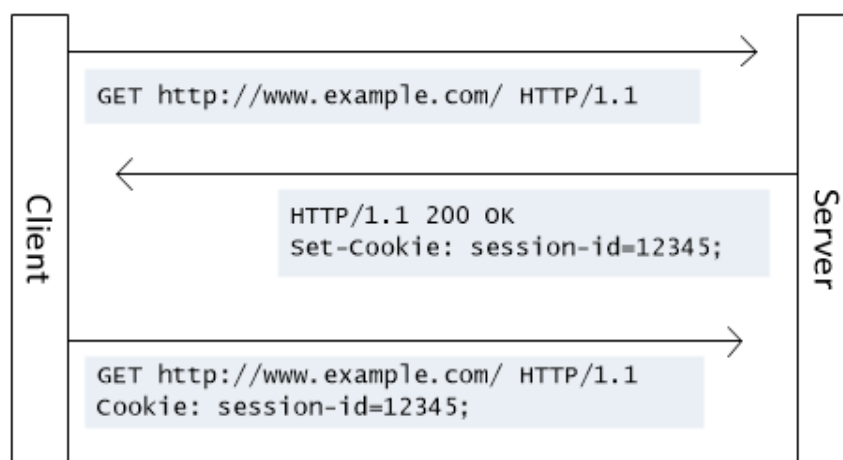 Client
GET http://www.example.com/ HTTP/1.1
HTTP/1.1 200 OK
Set-Cookie: session-id=12345;
GET http://www.example.com/ HTTP/1.1
Cookie: session-id=12345;
Server